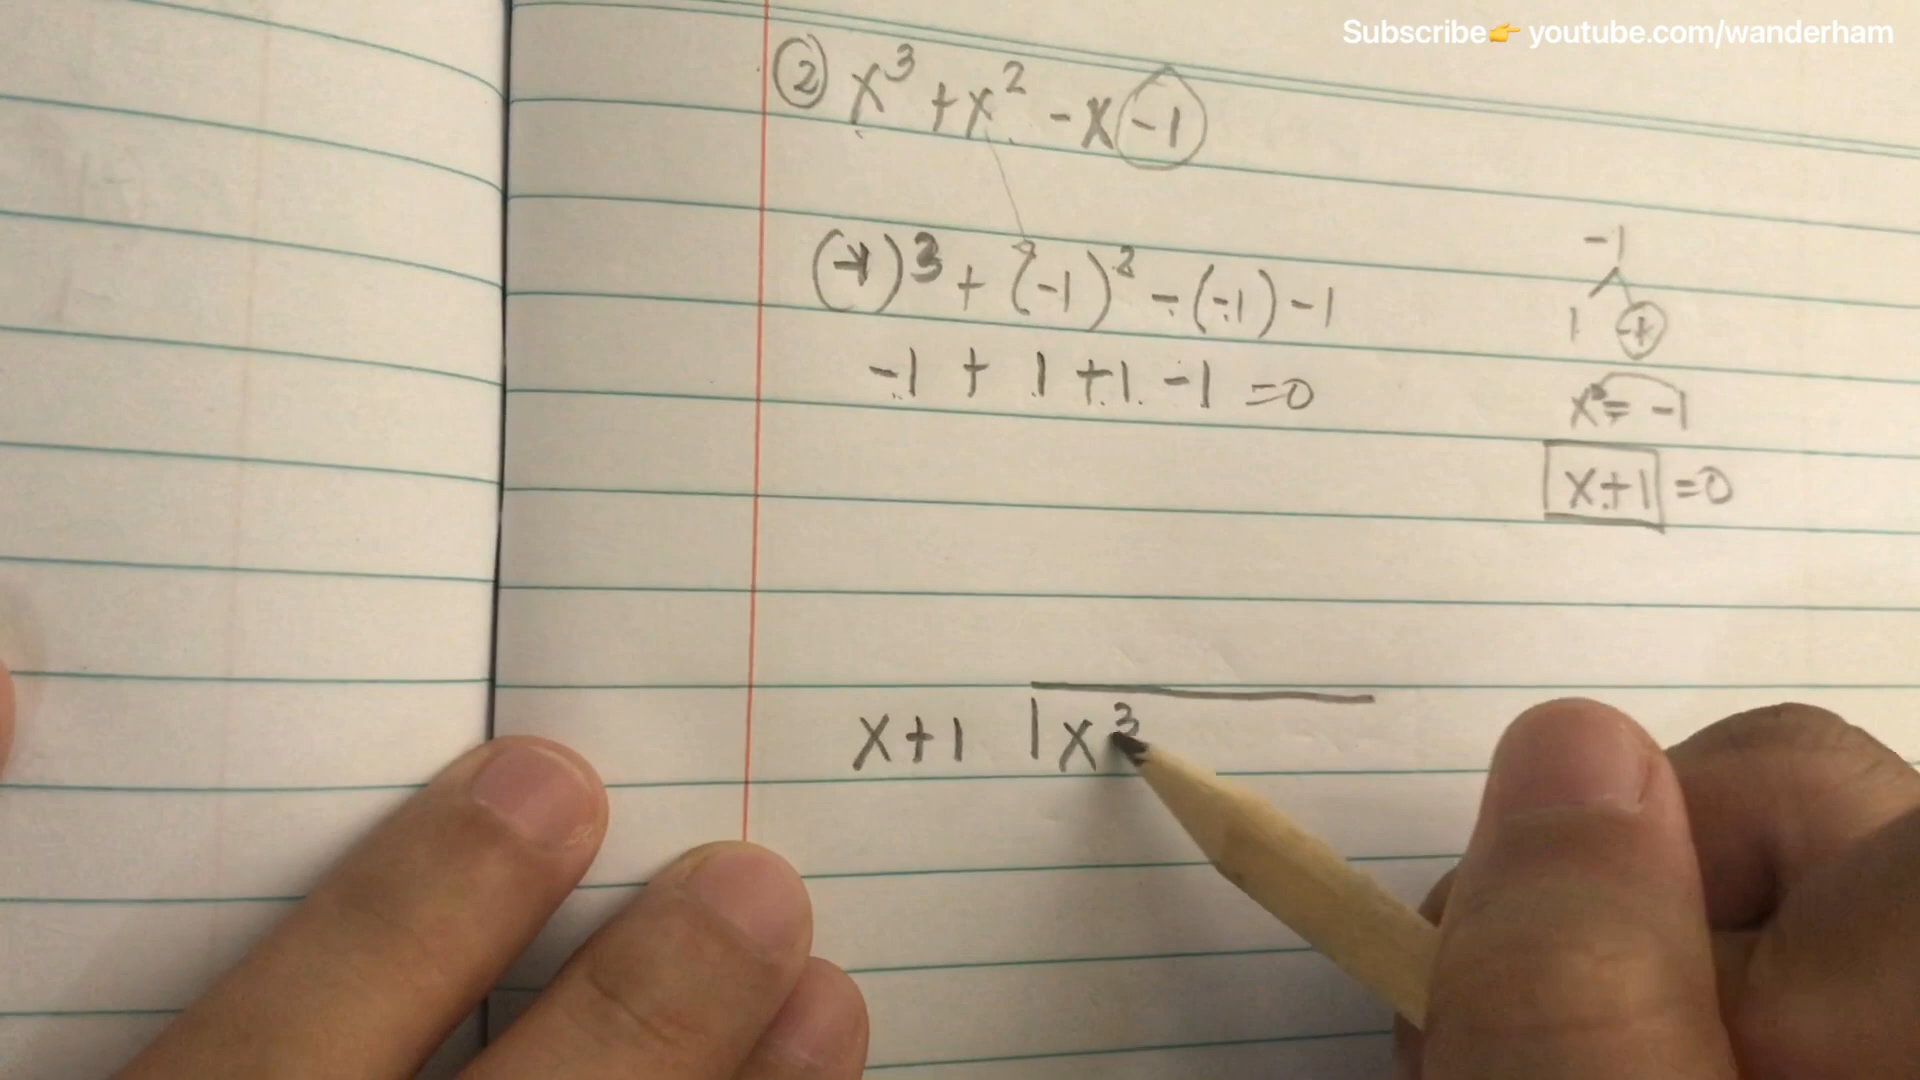 Subscribe👉 youtube.com/wanderham
② x³ + x² - x -1
(-1)³ + (-1)² - (-1) - 1
-1 + 1 + 1 - 1 = 0
-1
1 -1
x = -1
x+1 = 0
x+1 | x³